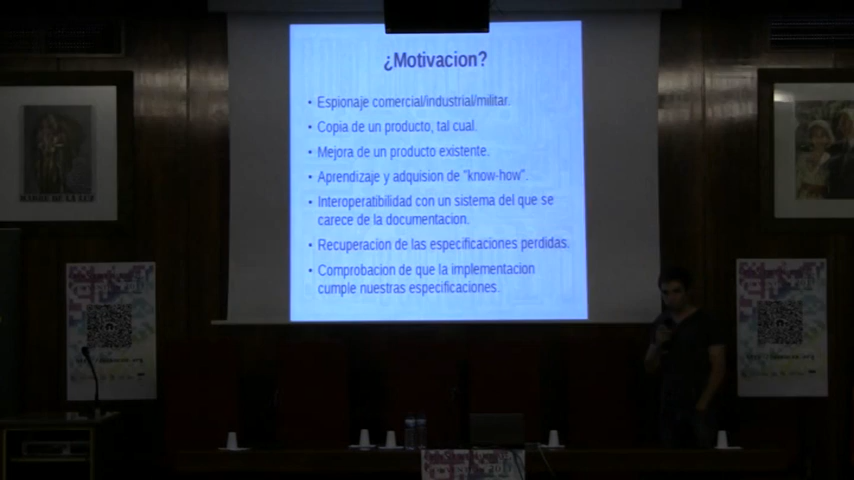 ¿Motivacion?
• Espionaje comercial/industrial/militar.
• Copia de un producto, tal cual.
• Mejora de un producto existente.
• Aprendizaje y adquision de "know-how".
• Interoperatibilidad con un sistema del que se
carece de la documentacion.
• Recuperacion de las especificaciones perdidas.
• Comprobacion de que la implementacion
cumple nuestras especificaciones.